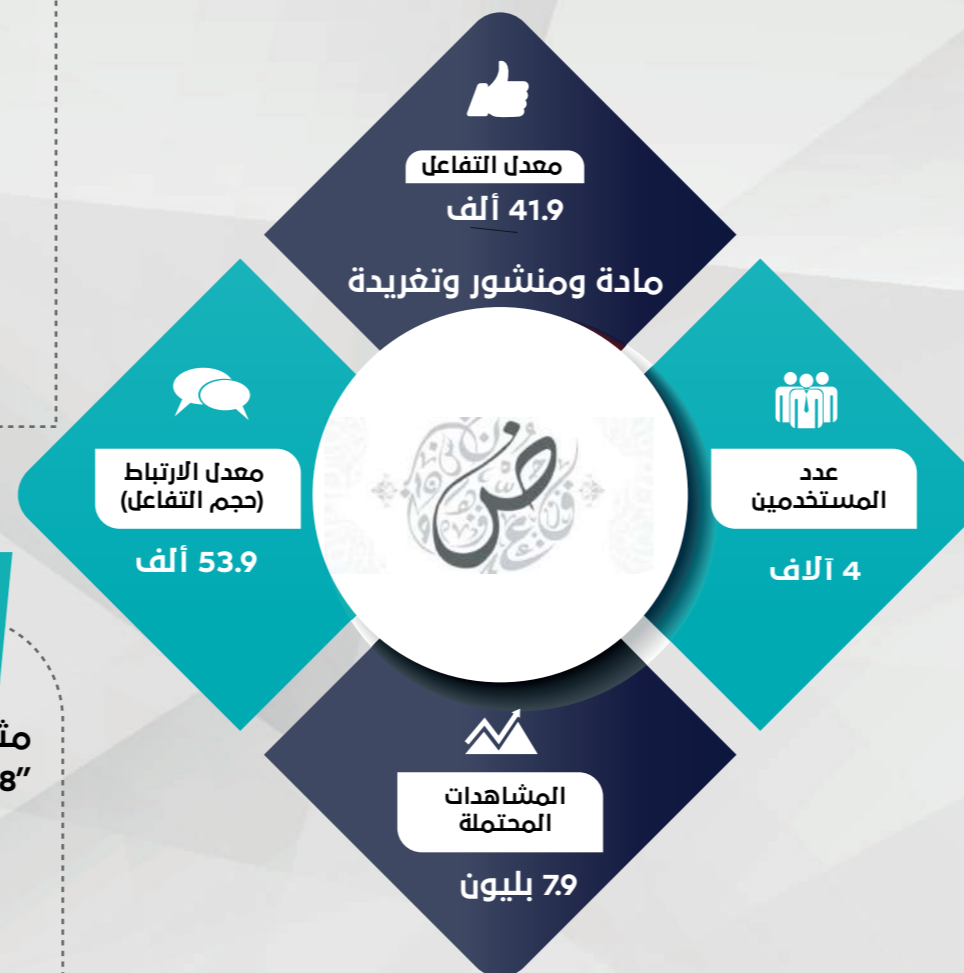 معدل التفاعل
41.9 ألف
مادة ومنشور وتغريدة
عدد
المستخدمين
4 آلاف
معدل الارتباط
(حجم التفاعل)
53.9 ألف
ض
المشاهدات
المحتملة
7.9 بليون